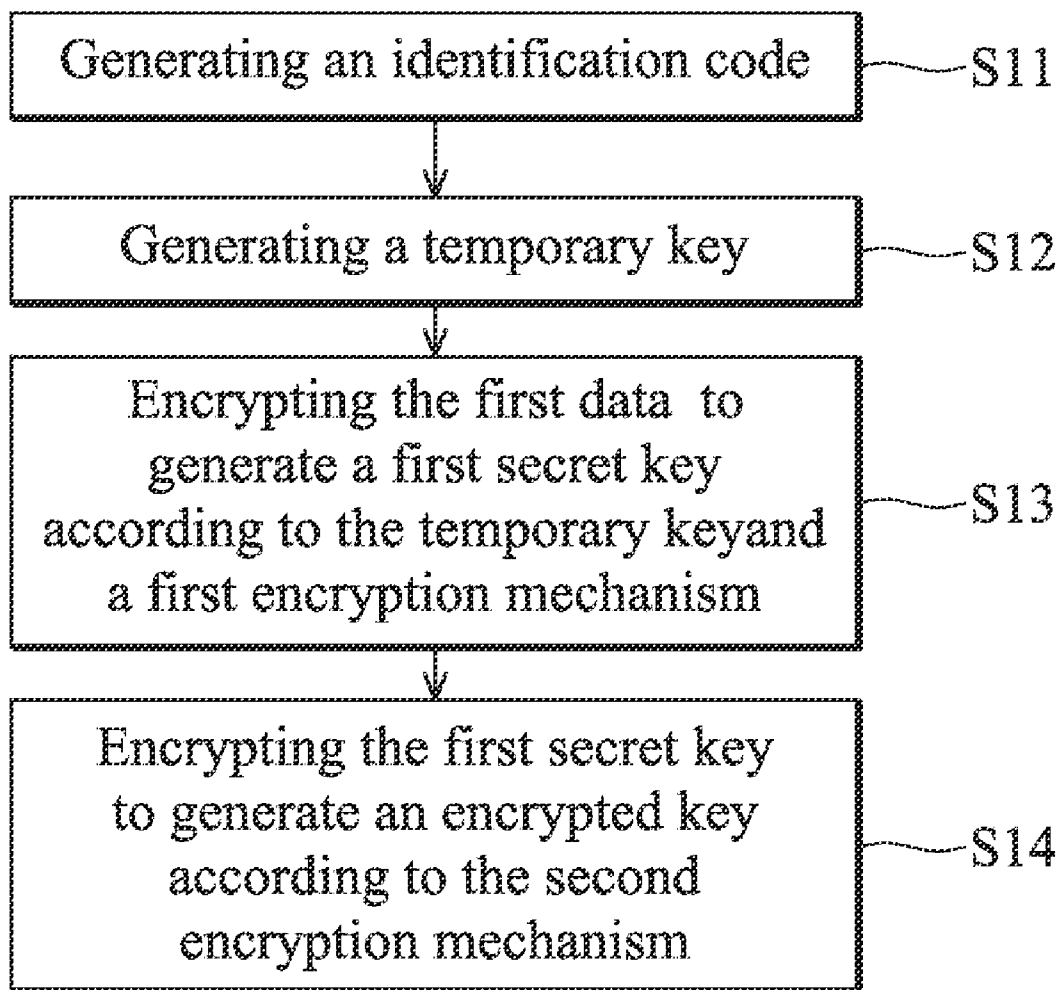 Generating an identification code
S11
Generating a temporary key
S12
Encrypting the first data to
generate a first secret key
according to the temporary keyand
a first encryption mechanism
S13
Encrypting the first secret key
to generate an encrypted key
according to the second
encryption mechanism
S14